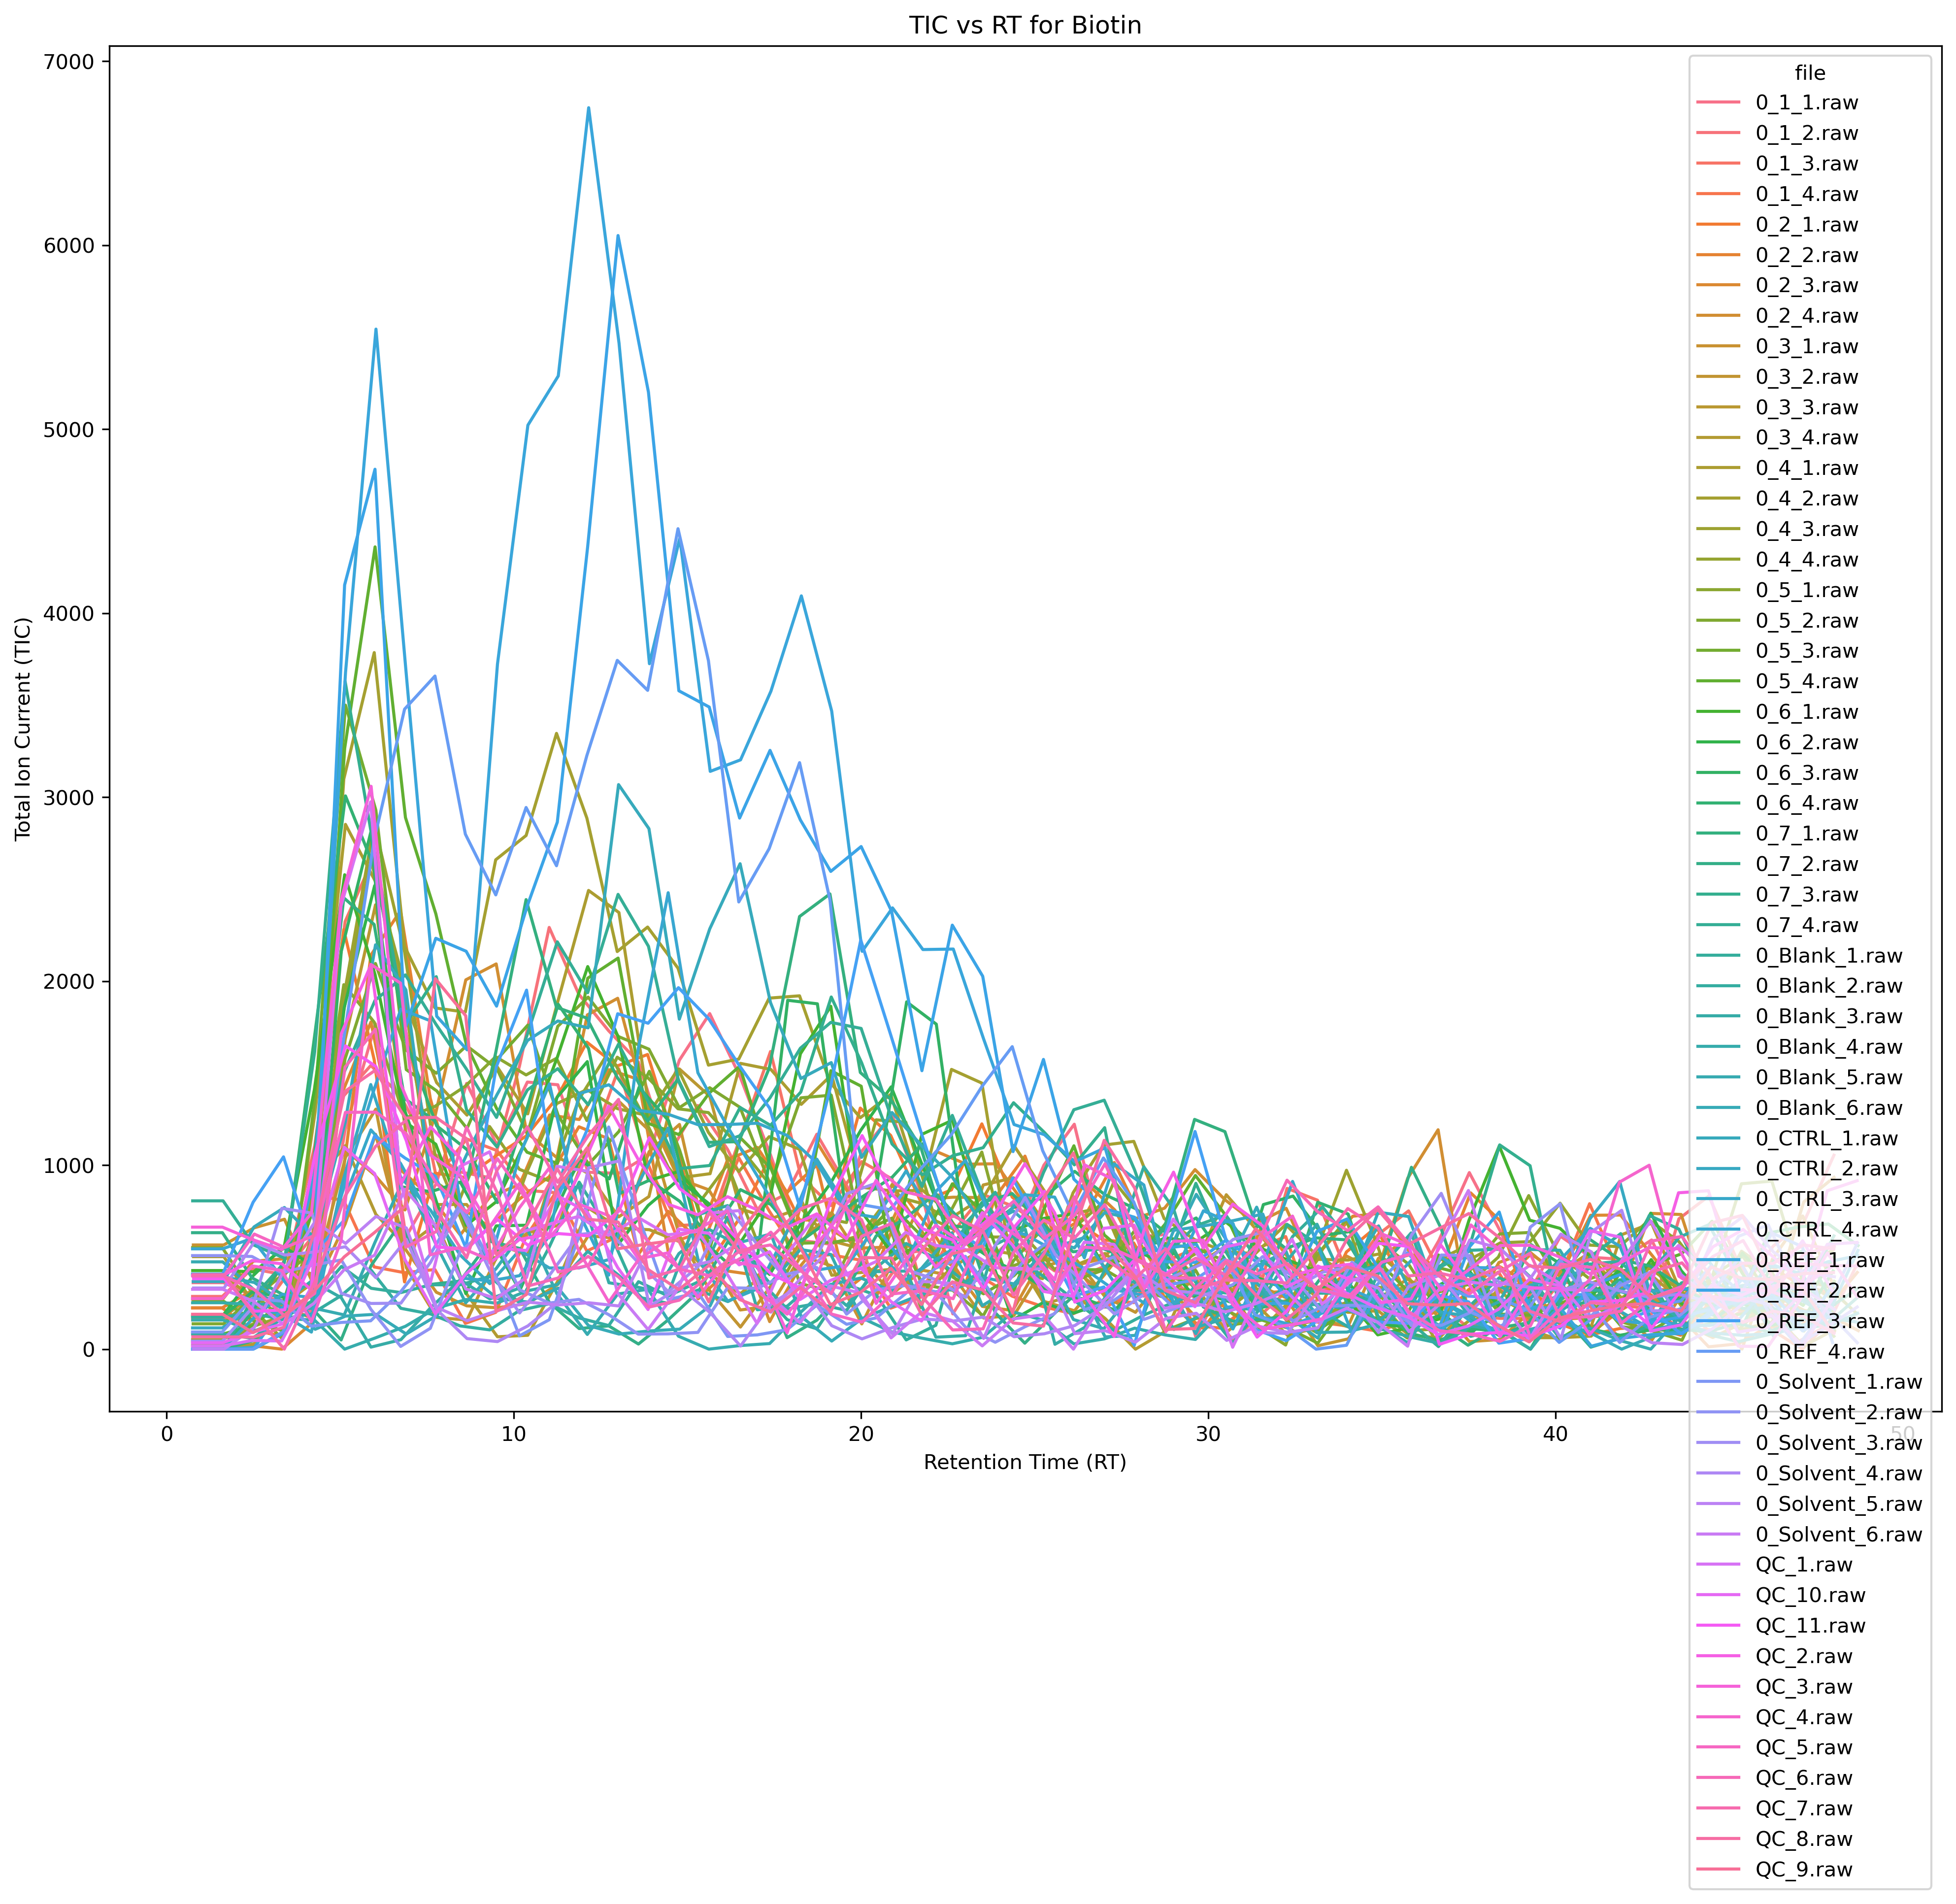 TIC vs RT for Biotin
7000
6000
5000
4000
3000
2000
1000
0
Total Ion Current (TIC)
0
10
20
30
40
50
Retention Time (RT)
file
0_1_1.raw
0_1_2.raw
0_1_3.raw
0_1_4.raw
0_2_1.raw
0_2_2.raw
0_2_3.raw
0_2_4.raw
0_3_1.raw
0_3_2.raw
0_3_3.raw
0_3_4.raw
0_4_1.raw
0_4_2.raw
0_4_3.raw
0_4_4.raw
0_5_1.raw
0_5_2.raw
0_5_3.raw
0_5_4.raw
0_6_1.raw
0_6_2.raw
0_6_3.raw
0_6_4.raw
0_7_1.raw
0_7_2.raw
0_7_3.raw
0_7_4.raw
0_Blank_1.raw
0_Blank_2.raw
0_Blank_3.raw
0_Blank_4.raw
0_Blank_5.raw
0_Blank_6.raw
0_CTRL_1.raw
0_CTRL_2.raw
0_CTRL_3.raw
0_CTRL_4.raw
0_REF_1.raw
0_REF_2.raw
0_REF_3.raw
0_REF_4.raw
0_Solvent_1.raw
0_Solvent_2.raw
0_Solvent_3.raw
0_Solvent_4.raw
0_Solvent_5.raw
0_Solvent_6.raw
QC_1.raw
QC_10.raw
QC_11.raw
QC_2.raw
QC_3.raw
QC_4.raw
QC_5.raw
QC_6.raw
QC_7.raw
QC_8.raw
QC_9.raw